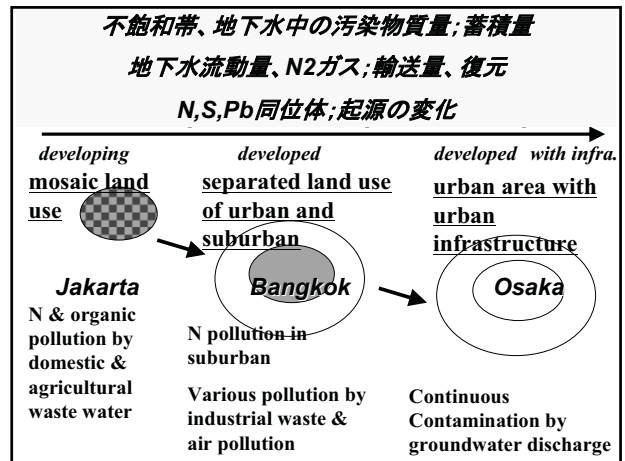 不飽和帯、地下水中の汚染物質量;蓄積量
地下水流動量、N2ガス;輸送量、復元
N,S,Pb同位体;起源の変化
developing
mosaic land
use
Jakarta
N & organic
pollution by
domestic &
agricultural
waste water
developed
separated land use
of urban and
suburban
Bangkok
N pollution in
suburban
Various pollution by
industrial waste &
air pollution
developed with infra.
urban area with
urban
infrastructure
Osaka
Continuous
Contamination by
groundwater discharge